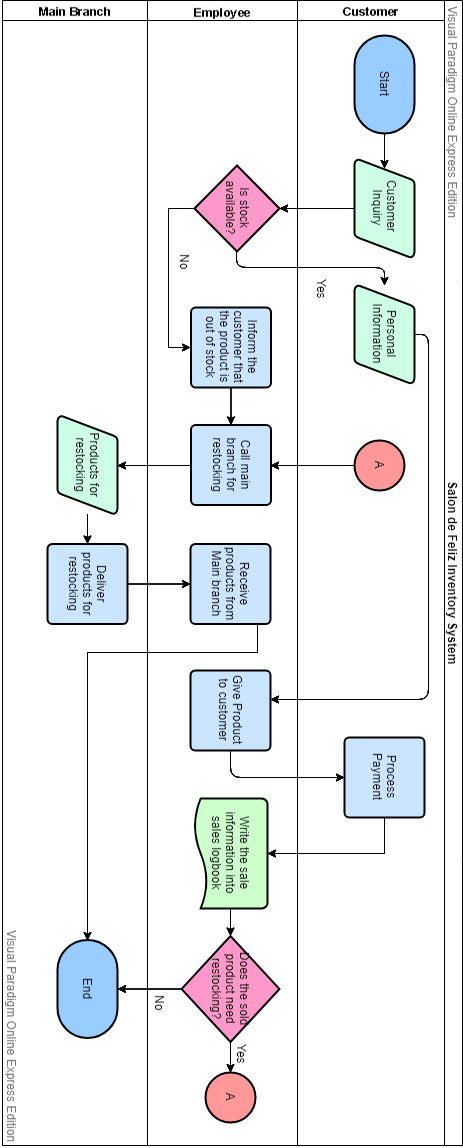 Main Branch
Employee
Customer
Visual Paradigm Online Express Edition
Salon de Feliz Inventory System
Start
Customer
Inquiry
Is stock
available?
No
Yes
Personal
Information
Inform the
customer that
the product is
out of stock
A
Call main
branch for
restocking
Products for
restocking
Deliver
products for
restocking
Receive
products from
Main branch
Give Product
to customer
Process
Payment
Write the sale
information into
sales logbook
Does the sold
product need
restocking?
No
Yes
End
A
Visual Paradigm Online Express Edition